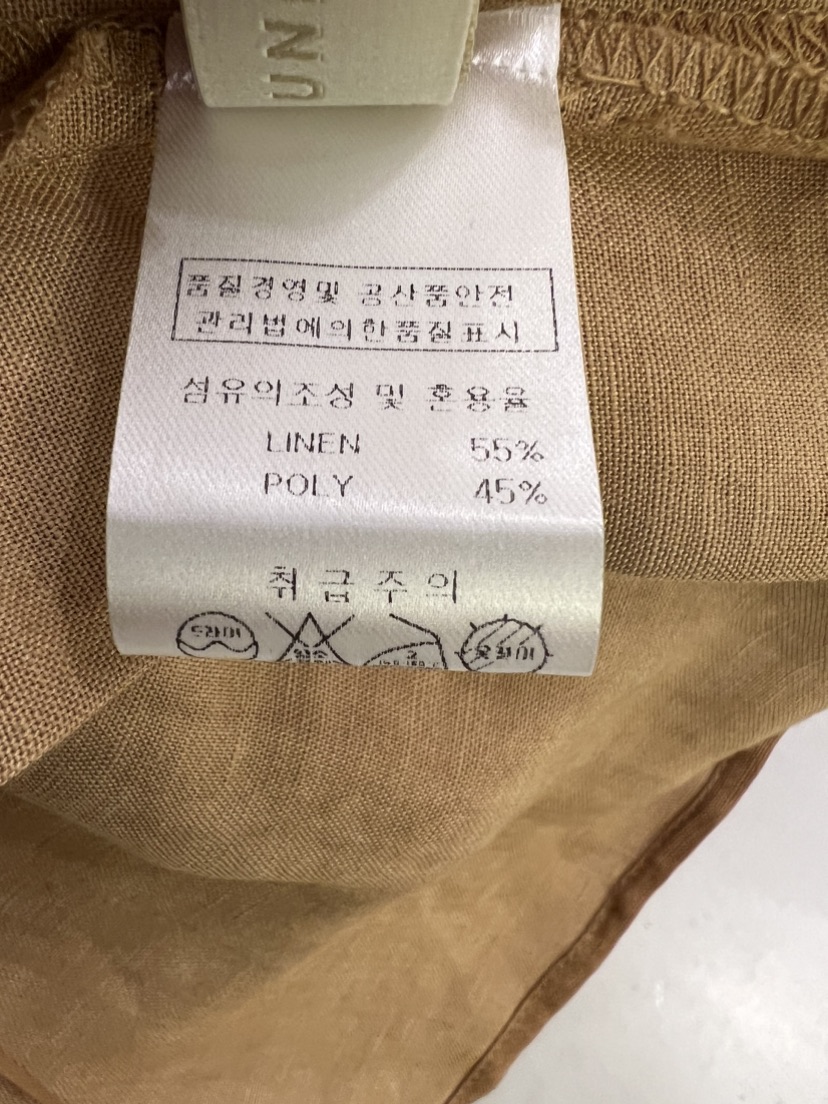 UNI
품질경영및 공산품안전
관리법에의한품질표시
섬유의조성 및 혼용율
LINEN 55%
POLY 45%
취급주의
드라이